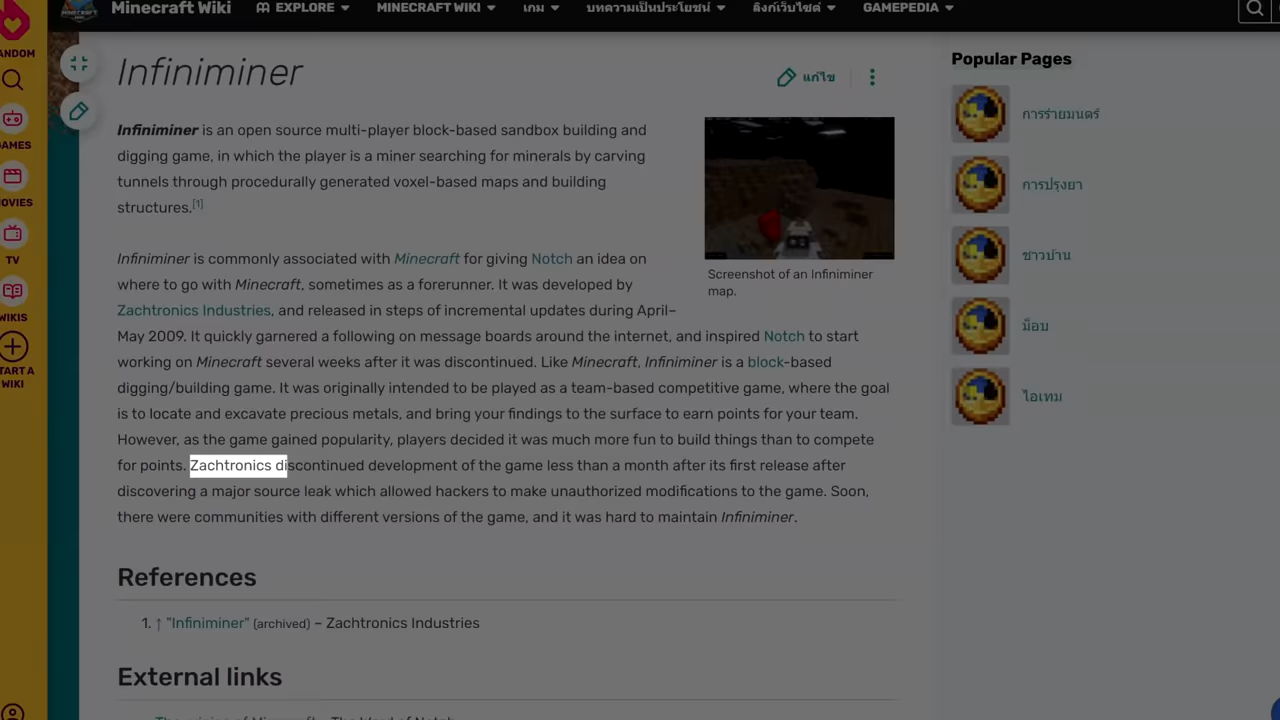 Minecraft Wiki
EXPLORE
MINECRAFT WIKI
เกม
บทความเป็นประโยชน์
ลิงก์เว็บไซต์
GAMEPEDIA
ANDOM
AMES
OVIES
TV
WIKIS
TART A
WIKI
Infiniminer
แก้ไข
Infiniminer is an open source multi-player block-based sandbox building and
digging game, in which the player is a miner searching for minerals by carving
tunnels through procedurally generated voxel-based maps and building
structures.[1]
Screenshot of an Infiniminer
map.
Infiniminer is commonly associated with Minecraft for giving Notch an idea on
where to go with Minecraft, sometimes as a forerunner. It was developed by
Zachtronics Industries, and released in steps of incremental updates during April–
May 2009. It quickly garnered a following on message boards around the internet, and inspired Notch to start
working on Minecraft several weeks after it was discontinued. Like Minecraft, Infiniminer is a block-based
digging/building game. It was originally intended to be played as a team-based competitive game, where the goal
is to locate and excavate precious metals, and bring your findings to the surface to earn points for your team.
However, as the game gained popularity, players decided it was much more fun to build things than to compete
for points. Zachtronics discontinued development of the game less than a month after its first release after
discovering a major source leak which allowed hackers to make unauthorized modifications to the game. Soon,
there were communities with different versions of the game, and it was hard to maintain Infiniminer.
References
1. ↑ "Infiniminer" (archived) – Zachtronics Industries
External links
The origins of Minecraft – The Word of Notch
Popular Pages
การร่ายมนตร์
การปรุงยา
ชาวบ้าน
ม็อบ
ไอเทม